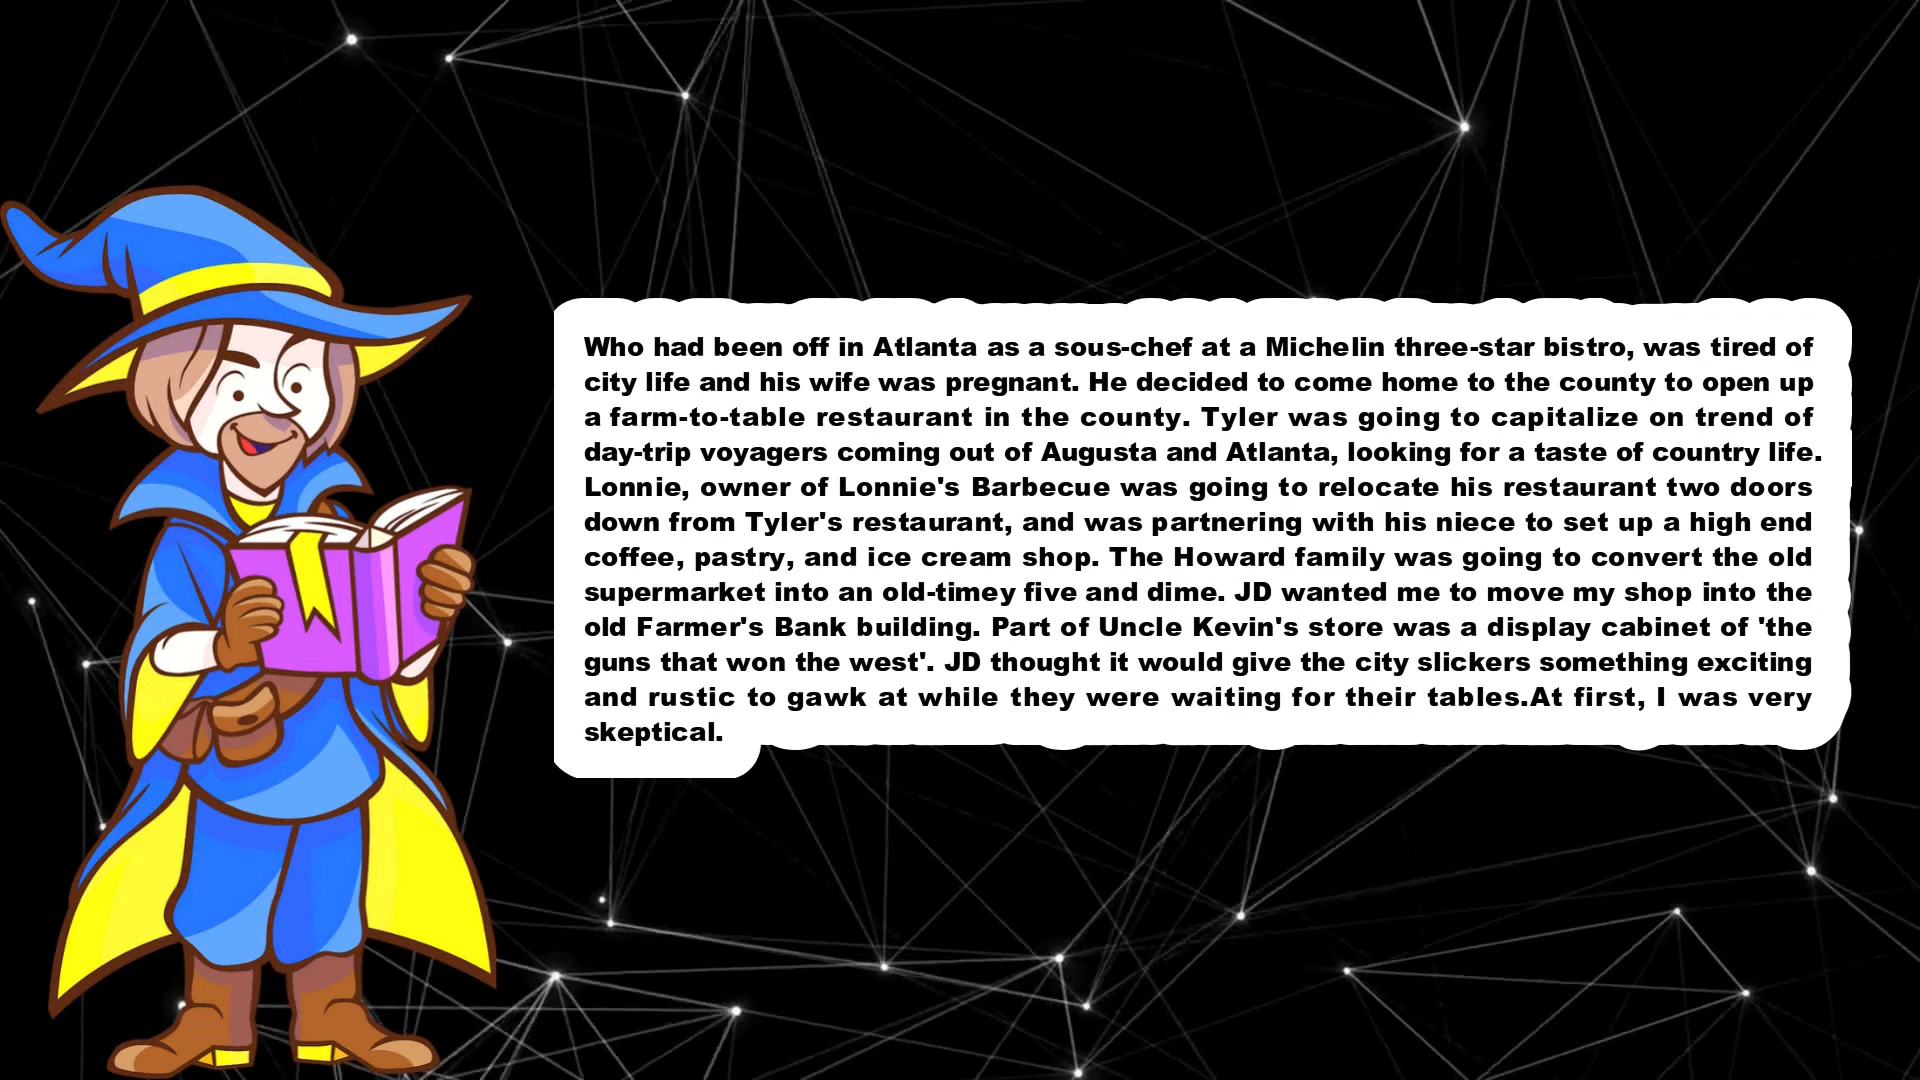 Who had been off in Atlanta as a sous-chef at a Michelin three-star bistro, was tired of
city life and his wife was pregnant. He decided to come home to the county to open up
a farm-to-table restaurant in the county. Tyler was going to capitalize on trend of
day-trip voyagers coming out of Augusta and Atlanta, looking for a taste of country life.
Lonnie, owner of Lonnie's Barbecue was going to relocate his restaurant two doors
down from Tyler's restaurant, and was partnering with his niece to set up a high end
coffee, pastry, and ice cream shop. The Howard family was going to convert the old
supermarket into an old-timey five and dime. JD wanted me to move my shop into the
old Farmer's Bank building. Part of Uncle Kevin's store was a display cabinet of 'the
guns that won the west'. JD thought it would give the city slickers something exciting
and rustic to gawk at while they were waiting for their tables.At first, I was very
skeptical.